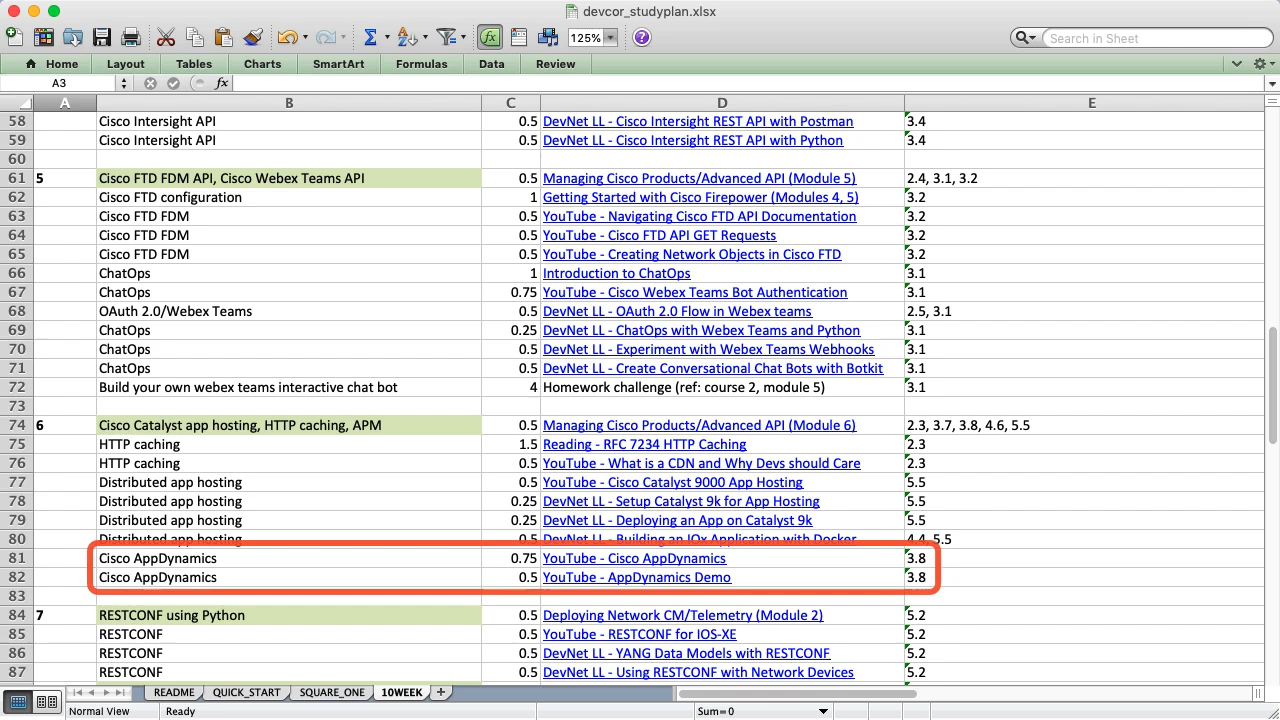 devcor_studyplan.xlsx
125%
Search in Sheet
Home Layout Tables Charts SmartArt Formulas Data Review
A3 fx
A B C D E
58 Cisco Intersight API 0.5 DevNet LL - Cisco Intersight REST API with Postman 3.4
59 Cisco Intersight API 0.5 DevNet LL - Cisco Intersight REST API with Python 3.4
60
61 5 Cisco FTD FDM API, Cisco Webex Teams API 0.5 Managing Cisco Products/Advanced API (Module 5) 2.4, 3.1, 3.2
62 Cisco FTD configuration 1 Getting Started with Cisco Firepower (Modules 4, 5) 3.2
63 Cisco FTD FDM 0.5 YouTube - Navigating Cisco FTD API Documentation 3.2
64 Cisco FTD FDM 0.5 YouTube - Cisco FTD API GET Requests 3.2
65 Cisco FTD FDM 0.5 YouTube - Creating Network Objects in Cisco FTD 3.2
66 ChatOps 1 Introduction to ChatOps 3.1
67 ChatOps 0.75 YouTube - Cisco Webex Teams Bot Authentication 3.1
68 OAuth 2.0/Webex Teams 0.5 DevNet LL - OAuth 2.0 Flow in Webex teams 2.5, 3.1
69 ChatOps 0.25 DevNet LL - ChatOps with Webex Teams and Python 3.1
70 ChatOps 0.5 DevNet LL - Experiment with Webex Teams Webhooks 3.1
71 ChatOps 0.5 DevNet LL - Create Conversational Chat Bots with Botkit 3.1
72 Build your own webex teams interactive chat bot 4 Homework challenge (ref: course 2, module 5) 3.1
73
74 6 Cisco Catalyst app hosting, HTTP caching, APM 0.5 Managing Cisco Products/Advanced API (Module 6) 2.3, 3.7, 3.8, 4.6, 5.5
75 HTTP caching 1.5 Reading - RFC 7234 HTTP Caching 2.3
76 HTTP caching 0.5 YouTube - What is a CDN and Why Devs should Care 2.3
77 Distributed app hosting 0.5 YouTube - Cisco Catalyst 9000 App Hosting 5.5
78 Distributed app hosting 0.25 DevNet LL - Setup Catalyst 9k for App Hosting 5.5
79 Distributed app hosting 0.25 DevNet LL - Deploying an App on Catalyst 9k 5.5
80 Distributed app hosting 0.5 DevNet LL - Building an IOx Application with Docker 4.4, 5.5
81 Cisco AppDynamics 0.75 YouTube - Cisco AppDynamics 3.8
82 Cisco AppDynamics 0.5 YouTube - AppDynamics Demo 3.8
83
84 7 RESTCONF using Python 0.5 Deploying Network CM/Telemetry (Module 2) 5.2
85 RESTCONF 0.5 YouTube - RESTCONF for IOS-XE 5.2
86 RESTCONF 0.5 DevNet LL - YANG Data Models with RESTCONF 5.2
87 RESTCONF 0.5 DevNet LL - Using RESTCONF with Network Devices 5.2
README QUICK_START SQUARE_ONE 10WEEK
Normal View Ready Sum=0